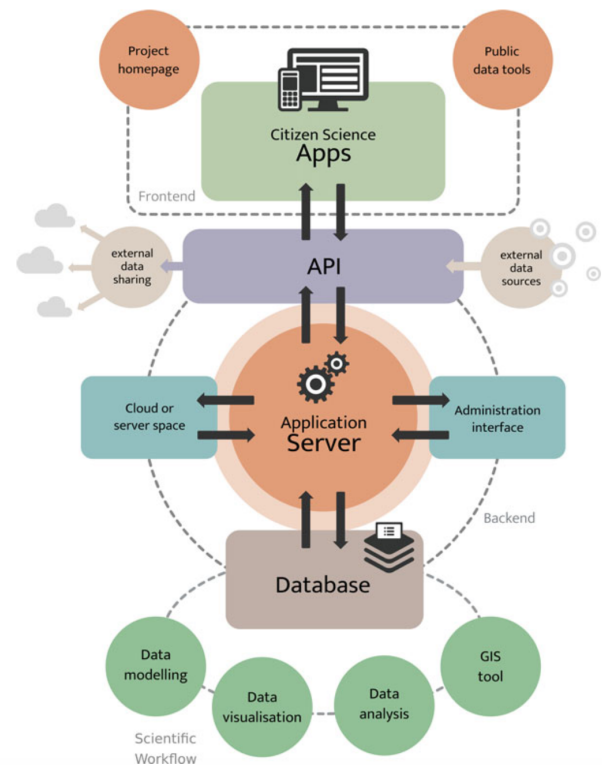 Project
homepage
Public
data tools
Citizen Science
Apps
Frontend
external
data
sharing
API
external
data
sources
Cloud or
server space
Application
Server
Administration
interface
Backend
Database
Data
modelling
Data
visualisation
Data
analysis
GIS
tool
Scientific
Workflow